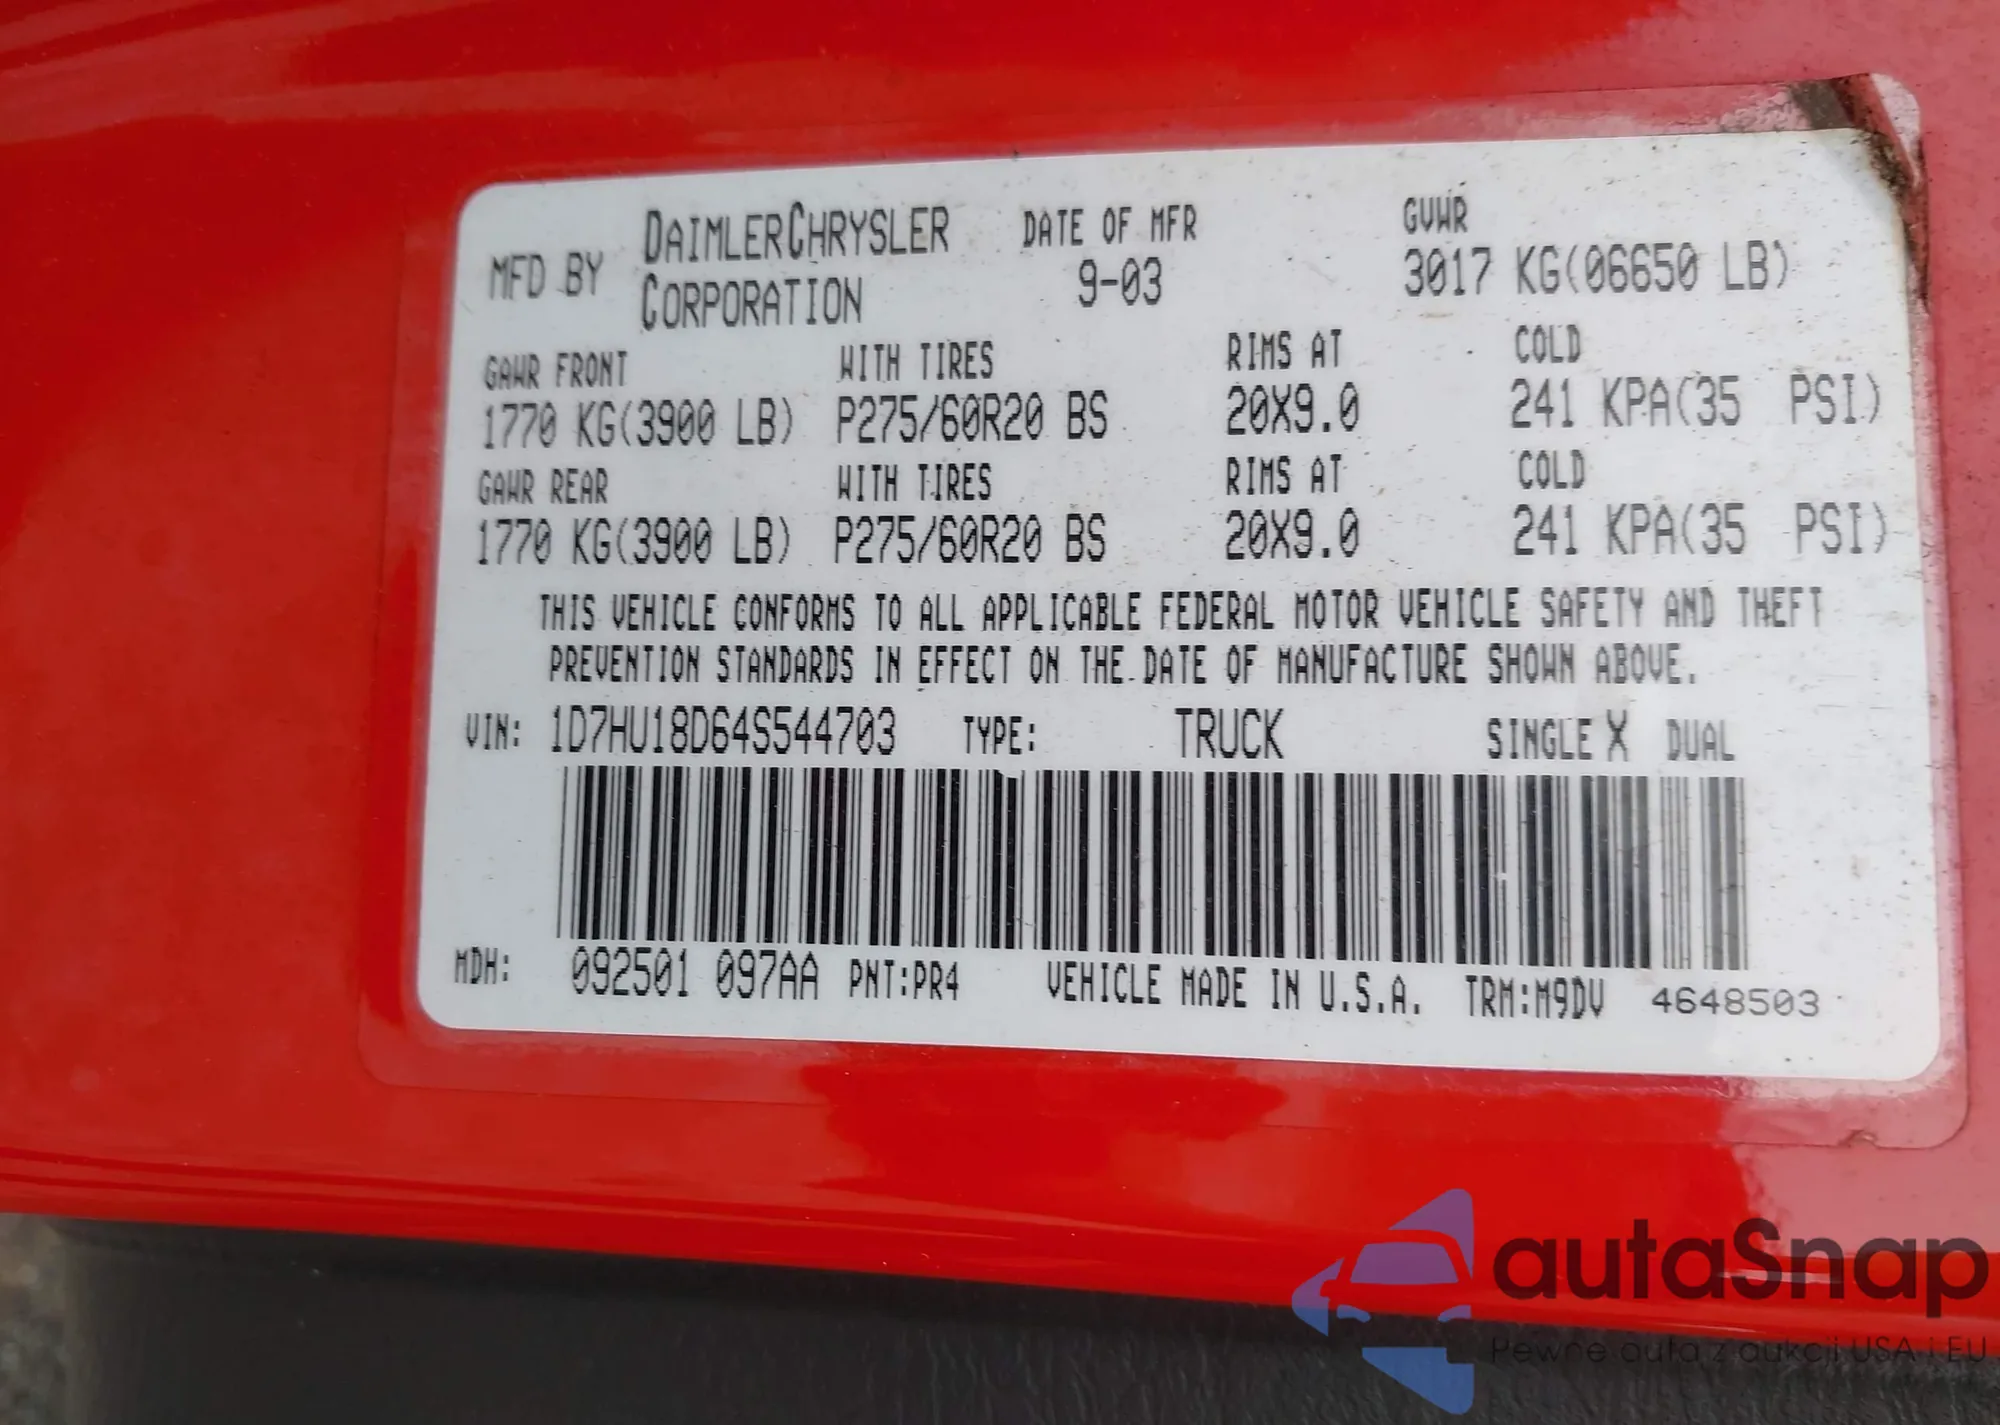 MFD BY DAIMLERCHRYSLER CORPORATION DATE OF MFR 9-03 GVWR 3017 KG(06650 LB)
GAWR FRONT WITH TIRES RIMS AT COLD
1770 KG(3900 LB) P275/60R20 BS 20X9.0 241 KPA(35 PSI)
GAWR REAR WITH TIRES RIMS AT COLD
1770 KG(3900 LB) P275/60R20 BS 20X9.0 241 KPA(35 PSI)
THIS VEHICLE CONFORMS TO ALL APPLICABLE FEDERAL MOTOR VEHICLE SAFETY AND THEFT
PREVENTION STANDARDS IN EFFECT ON THE DATE OF MANUFACTURE SHOWN ABOVE.
VIN: 1D7HU18D64S544703 TYPE: TRUCK SINGLE X DUAL
MDH: 092501 097AA PNT:PR4 VEHICLE MADE IN U.S.A. TRM:M9DV 4648503
autaSnap
Pewne auta z aukcji USA i EU